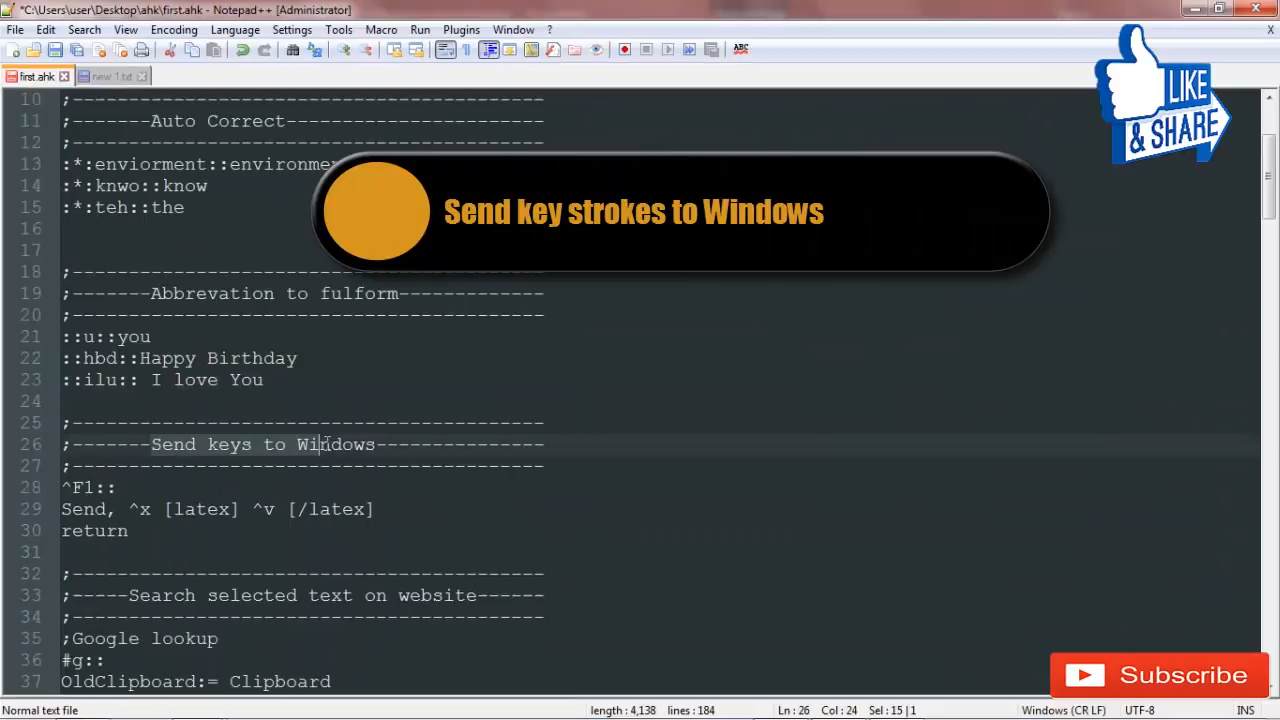 *C:\Users\user\Desktop\ahk\first.ahk - Notepad++ [Administrator]
File Edit Search View Encoding Language Settings Tools Macro Run Plugins Window ? X
first.ahk new 1.txt
LIKE
& SHARE
10 ;------------------------------------------
11 ;-------Auto Correct-----------------------
12 ;------------------------------------------
13 :*:enviorment::environme
14 :*:knwo::know
15 :*:teh::the
16
17
Send key strokes to Windows
18 ;------------------------------------------
19 ;-------Abbrevation to fulform-------------
20 ;------------------------------------------
21 ::u::you
22 ::hbd::Happy Birthday
23 ::ilu:: I love You
24
25 ;------------------------------------------
26 ;-------Send keys to Windows---------------
27 ;------------------------------------------
28 ^F1::
29 Send, ^x [latex] ^v [/latex]
30 return
31
32 ;------------------------------------------
33 ;-----Search selected text on website------
34 ;------------------------------------------
35 ;Google lookup
36 #g::
37 OldClipboard:= Clipboard
Subscribe
Normal text file length : 4,138 lines : 184 Ln : 26 Col : 24 Sel : 15 | 1 Windows (CR LF) UTF-8 INS